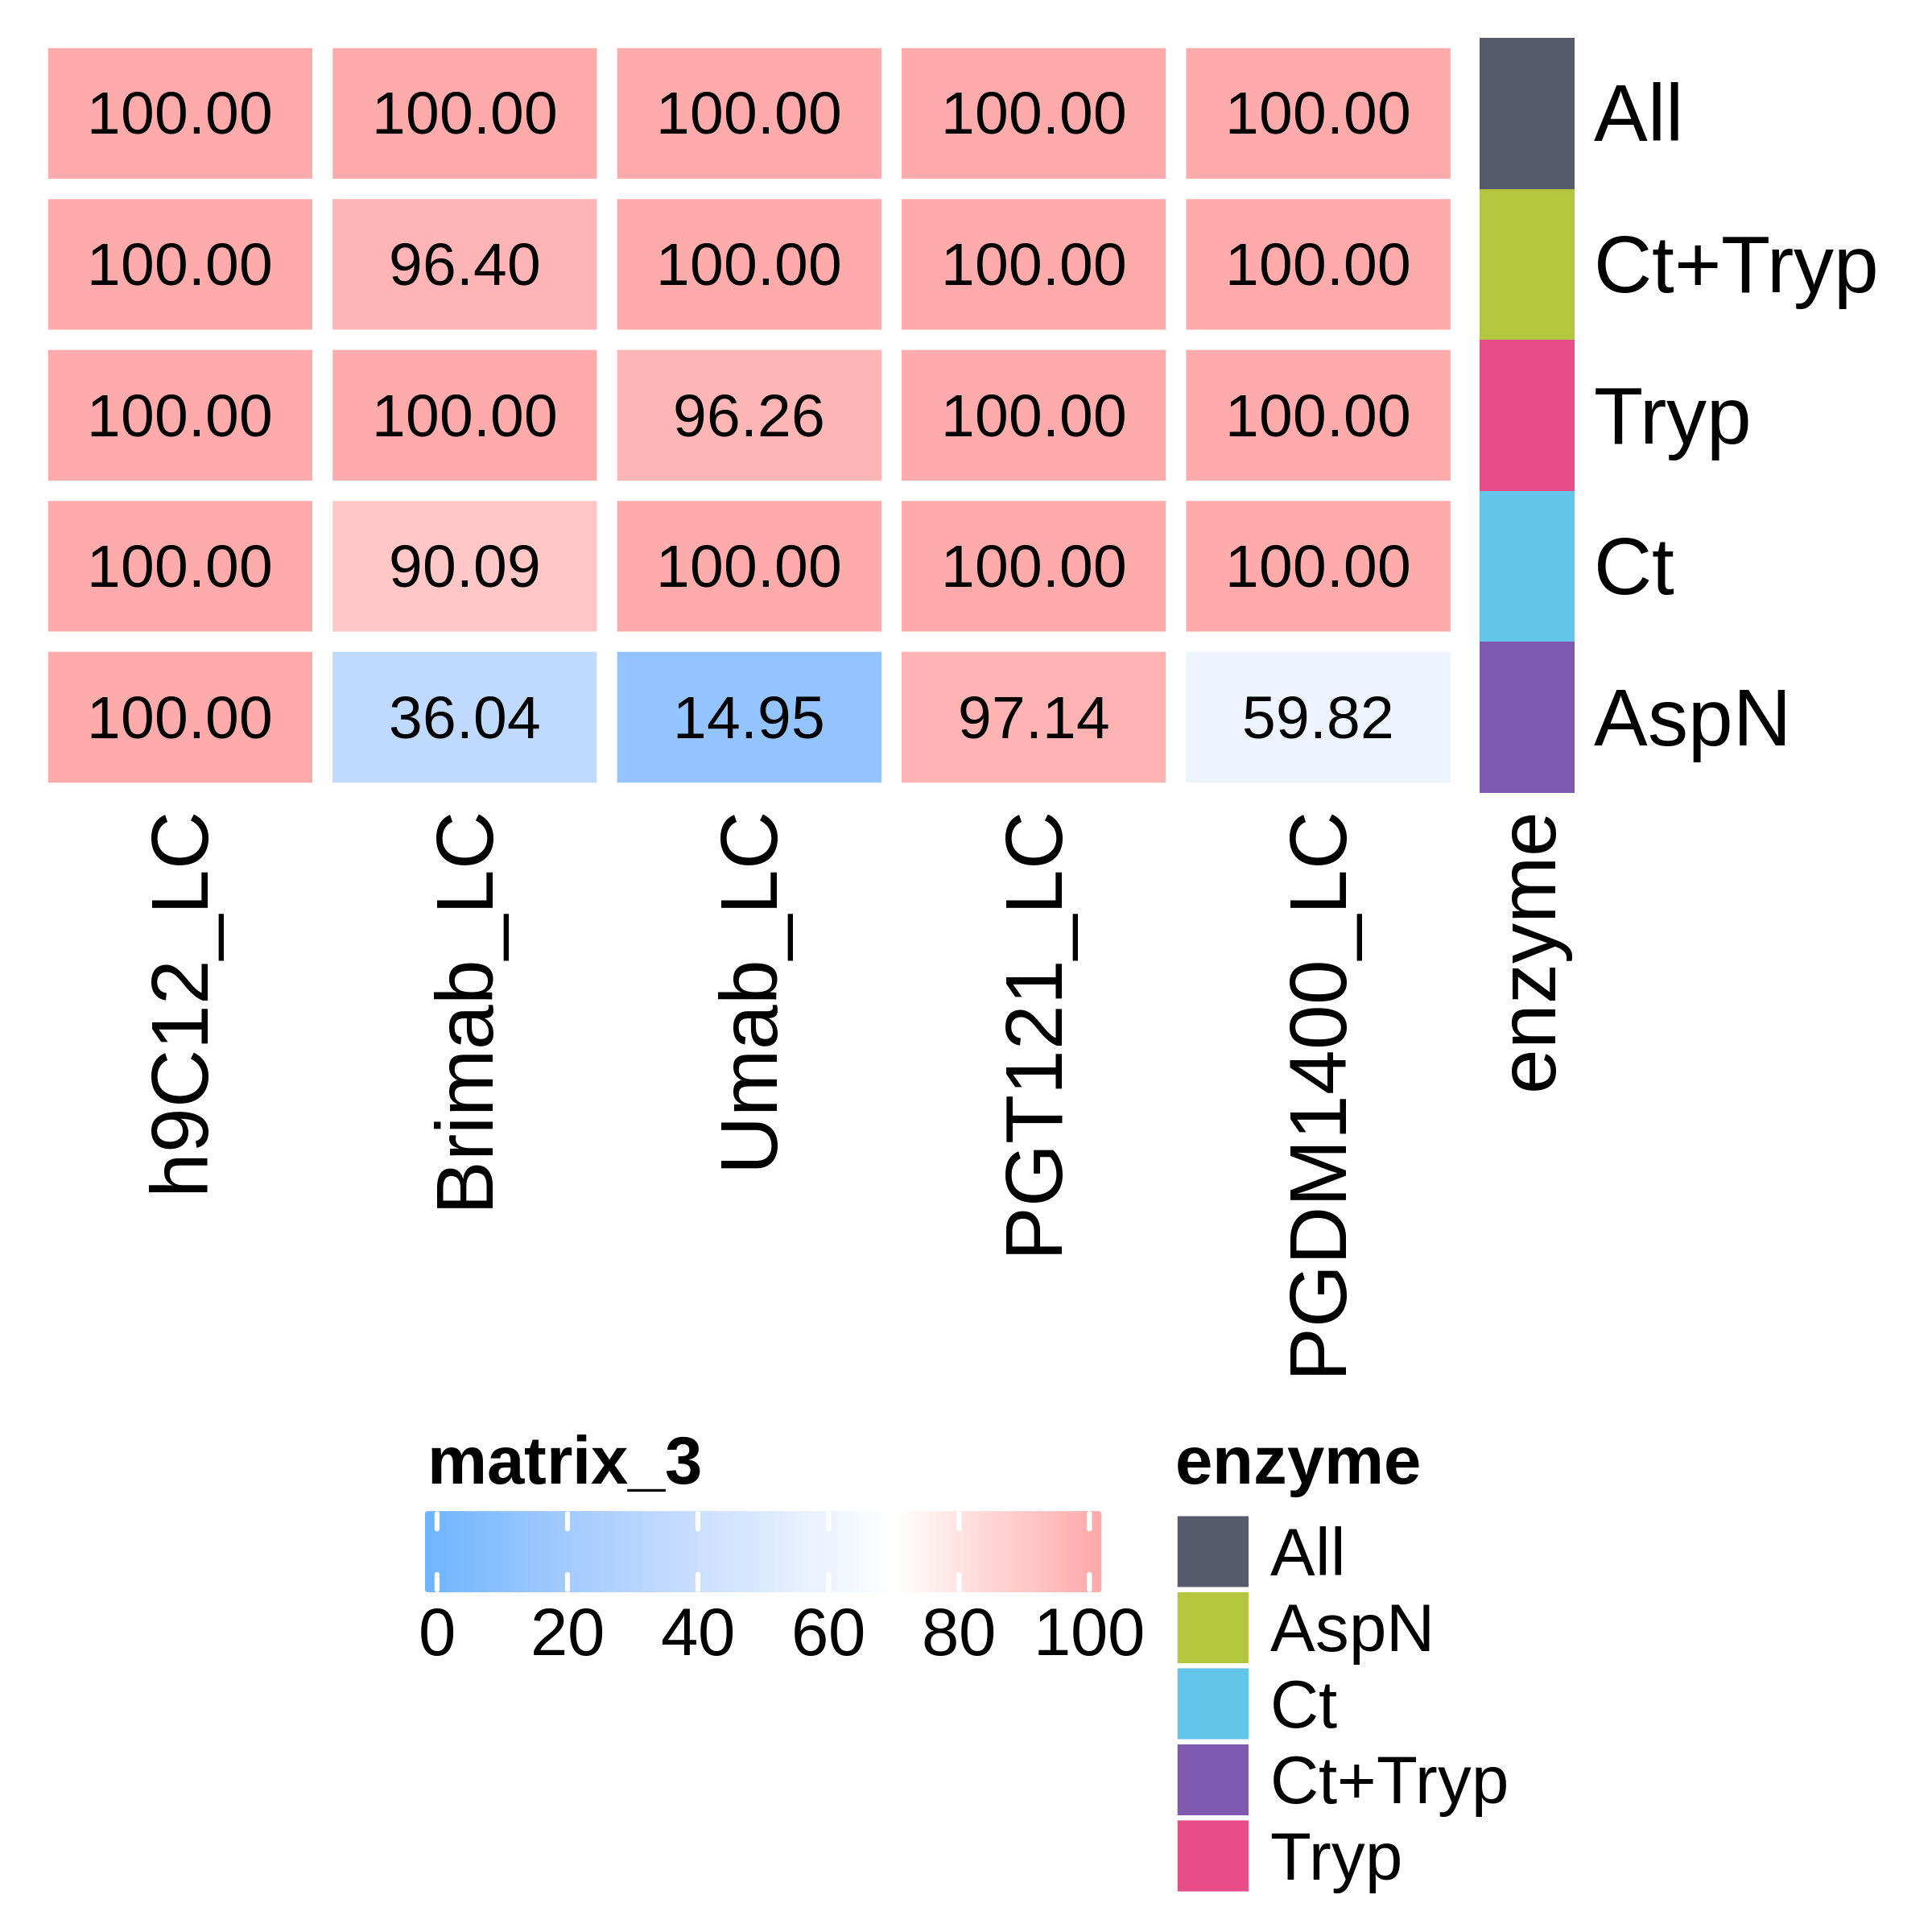 100.00 100.00 100.00 100.00 100.00 All
100.00 96.40 100.00 100.00 100.00 Ct+Tryp
100.00 100.00 96.26 100.00 100.00 Tryp
100.00 90.09 100.00 100.00 100.00 Ct
100.00 36.04 14.95 97.14 59.82 AspN
h9C12_LC
Brimab_LC
Umab_LC
PGT121_LC
PGDM1400_LC
enzyme
matrix_3
0 20 40 60 80 100
enzyme
All
AspN
Ct
Ct+Tryp
Tryp